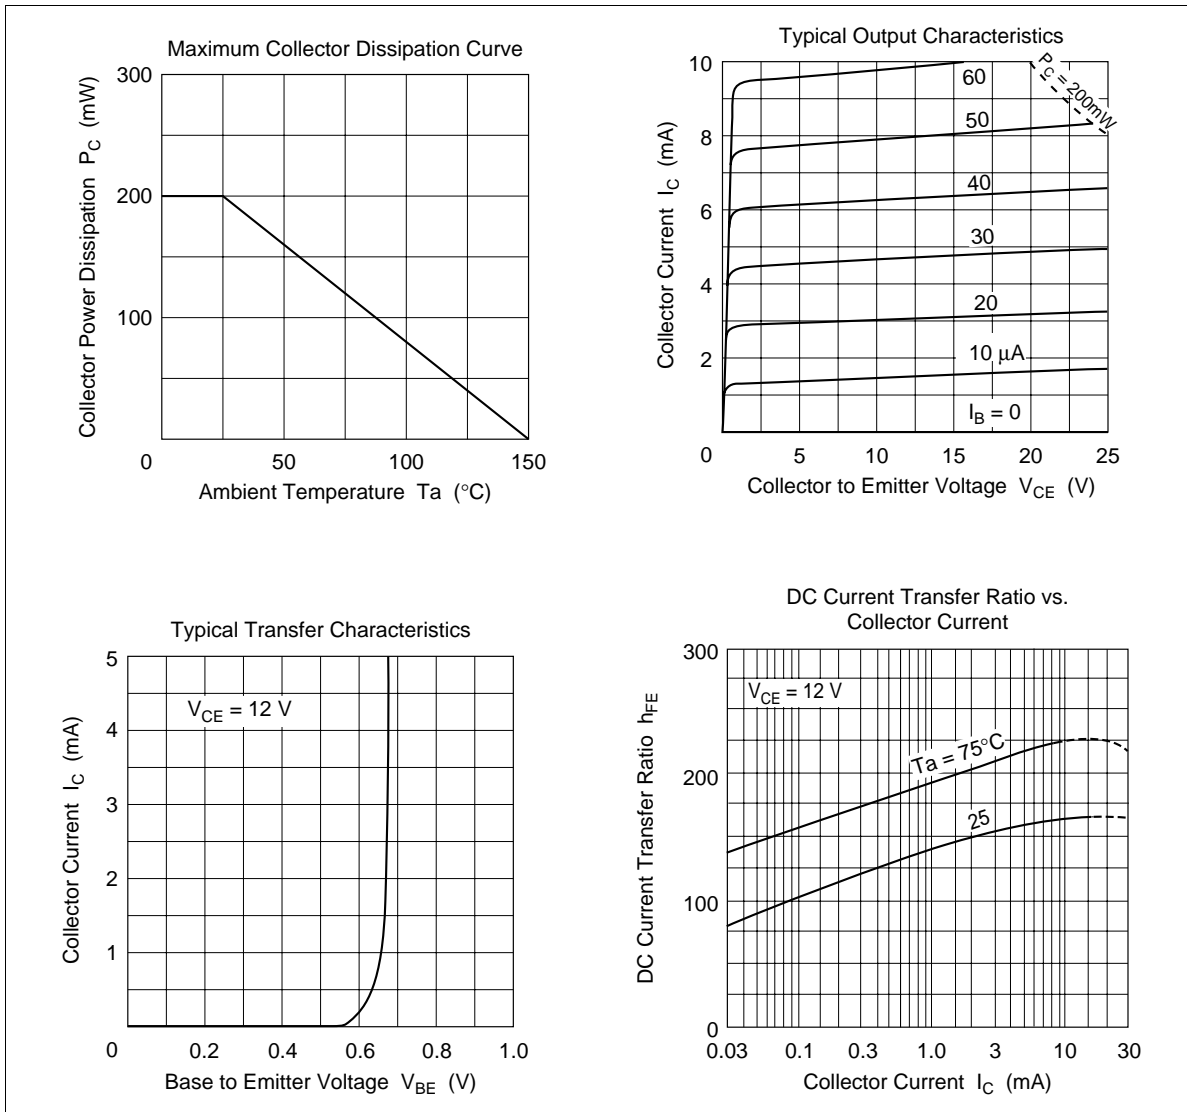 Maximum Collector Dissipation Curve
Collector Power Dissipation P_C (mW)
300
200
100
0
50
100
150
Ambient Temperature Ta (°C)
Typical Output Characteristics
Collector Current I_C (mA)
10
8
6
4
2
0
5
10
15
20
25
60
50
40
30
20
10 μA
I_B = 0
P_C = 200mW
Collector to Emitter Voltage V_CE (V)
Typical Transfer Characteristics
Collector Current I_C (mA)
5
4
3
2
1
0
0.2
0.4
0.6
0.8
1.0
V_CE = 12 V
Base to Emitter Voltage V_BE (V)
DC Current Transfer Ratio vs.
Collector Current
DC Current Transfer Ratio h_FE
300
200
100
0
0.03
0.1
0.3
1.0
3
10
30
V_CE = 12 V
Ta = 75°C
25
Collector Current I_C (mA)